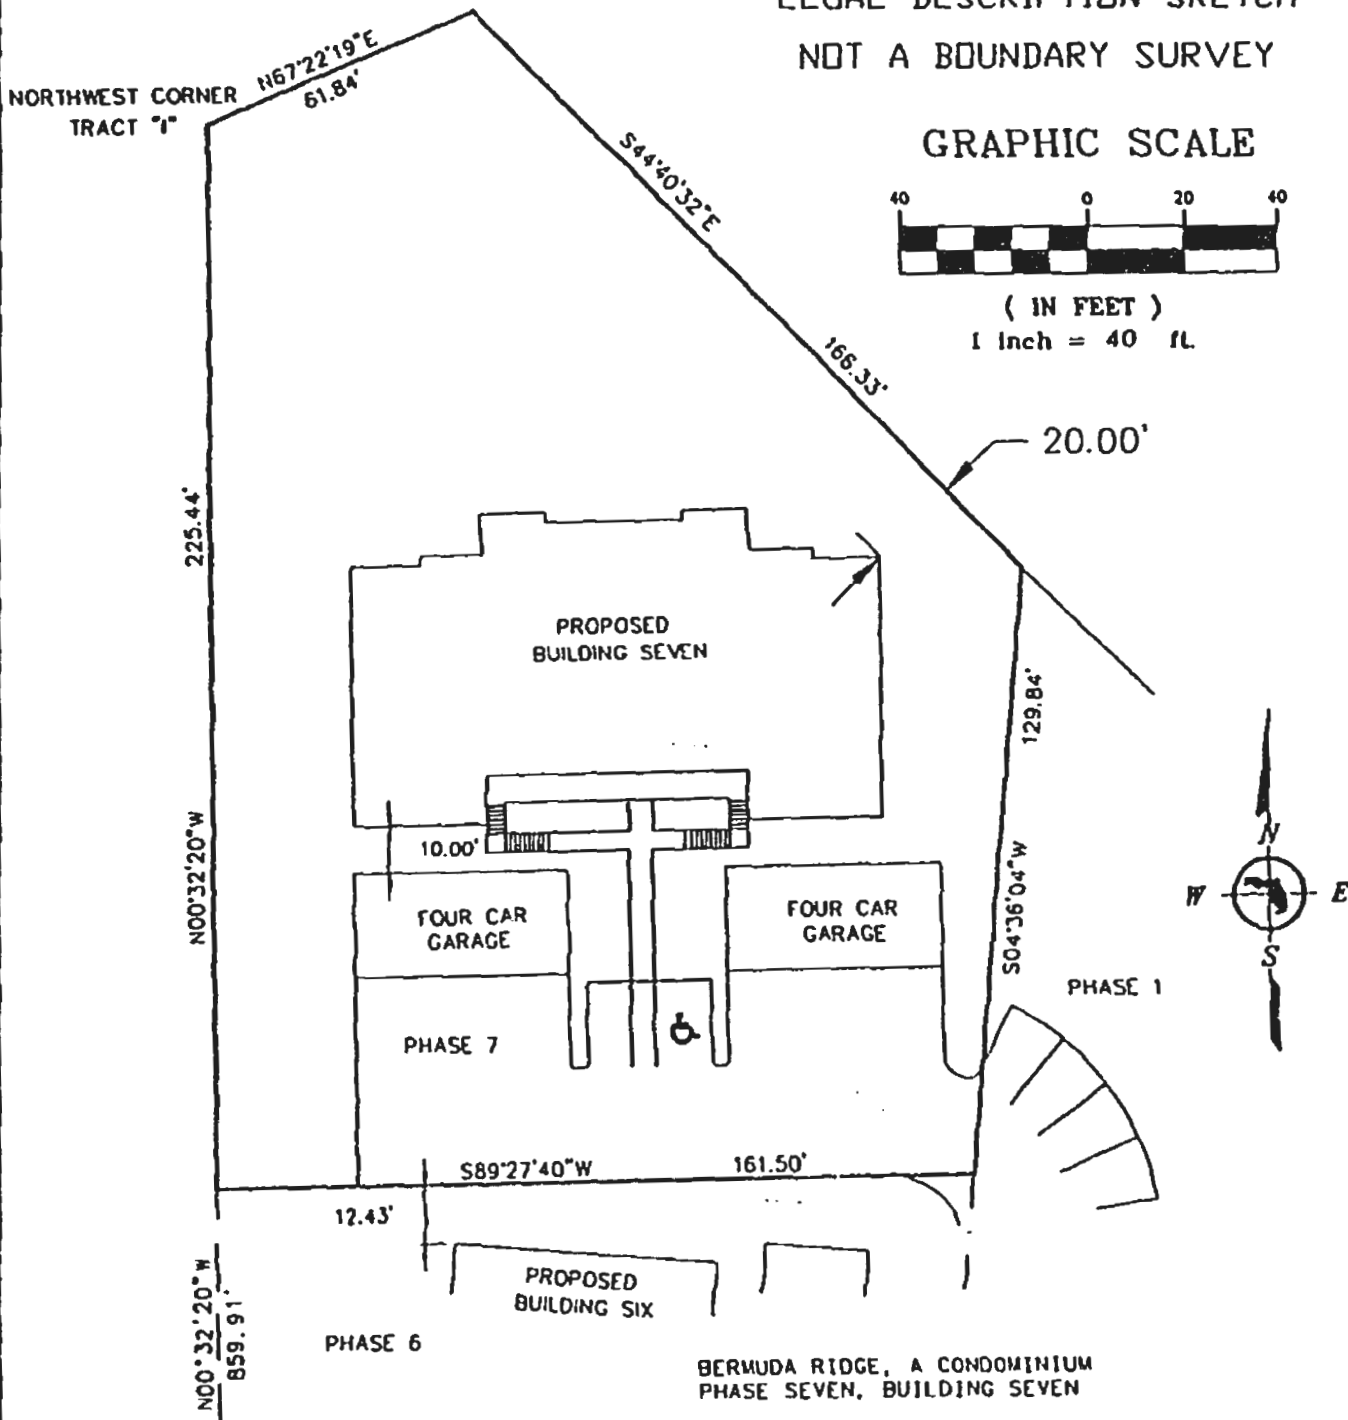 LEGAL DESCRIPTION SKETCH
NOT A BOUNDARY SURVEY
N67°22'19"E
61.84'
NORTHWEST CORNER
TRACT "I"
GRAPHIC SCALE
40 0 20 40
( IN FEET )
1 inch = 40 ft.
S44°40'32"E
166.33'
20.00'
225.44'
N00°32'20"W
PROPOSED
BUILDING SEVEN
129.84'
S04°36'04"W
10.00'
FOUR CAR
GARAGE
FOUR CAR
GARAGE
N
W E
S
PHASE 1
PHASE 7
S89°27'40"W 161.50'
12.43'
PROPOSED
BUILDING SIX
N00°32'20"W
859.91'
PHASE 6
BERMUDA RIDGE, A CONDOMINIUM
PHASE SEVEN, BUILDING SEVEN